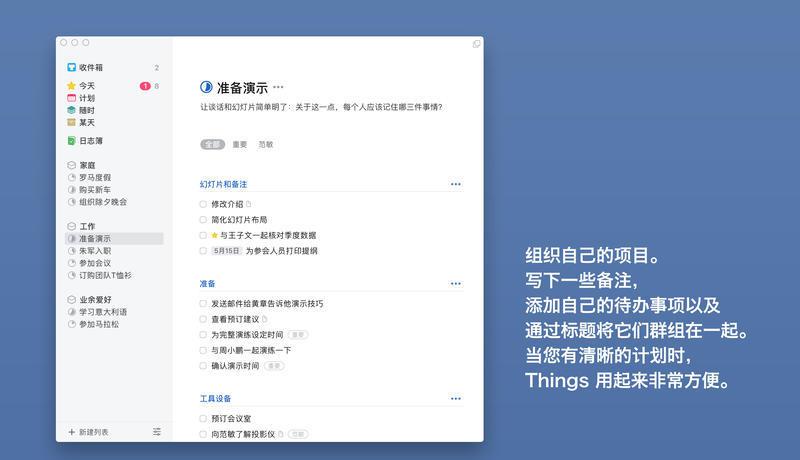 收件箱 2
今天 1 8
计划
随时
某天
日志簿
家庭
罗马度假
购买新车
组织除夕晚会
工作
准备演示
朱军入职
参加会议
订购团队T恤衫
业余爱好
学习意大利语
参加马拉松
新建列表
准备演示
让谈话和幻灯片简单明了：关于这一点，每个人应该记住哪三件事情？
全部 重要 范敏
幻灯片和备注
修改介绍
简化幻灯片布局
与王子文一起核对季度数据
5月15日 为参会人员打印提纲
准备
发送邮件给黄章告诉他演示技巧
查看预订建议
为完整演练设定时间 重要
与周小鹏一起演练一下
确认演示时间 重要
工具设备
预订会议室
向范敏了解投影仪 范敏
组织自己的项目。
写下一些备注，
添加自己的待办事项以及
通过标题将它们群组在一起。
当您有清晰的计划时，
Things 用起来非常方便。